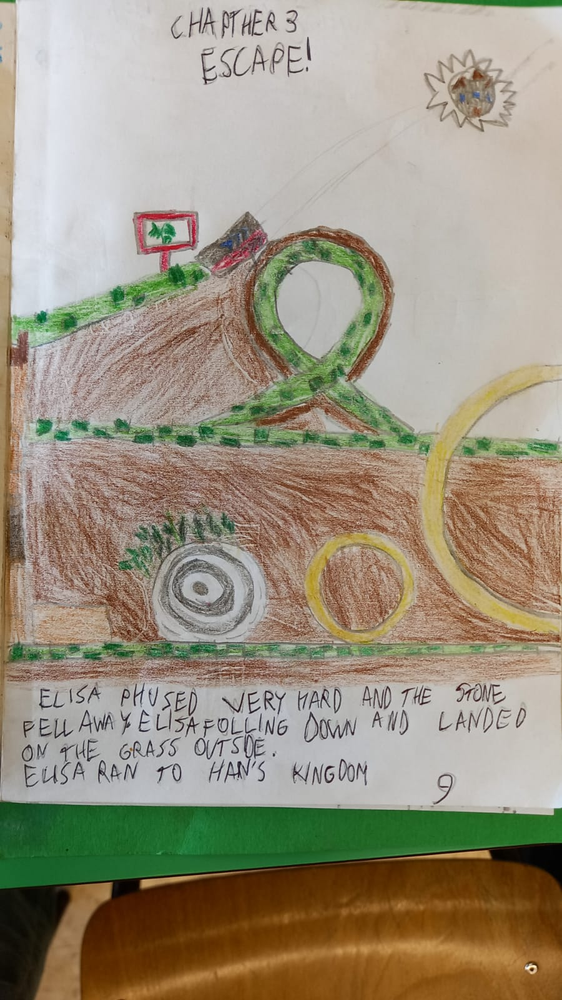 CHAPTHER 3
ESCAPE!
ELISA PHUSED VERY HARD AND THE STONE
FELL AWAY ELISA FOLLING DOWN AND LANDED
ON THE GRASS OUTSDE.
ELISA RAN TO HAN'S KINGDOM
9